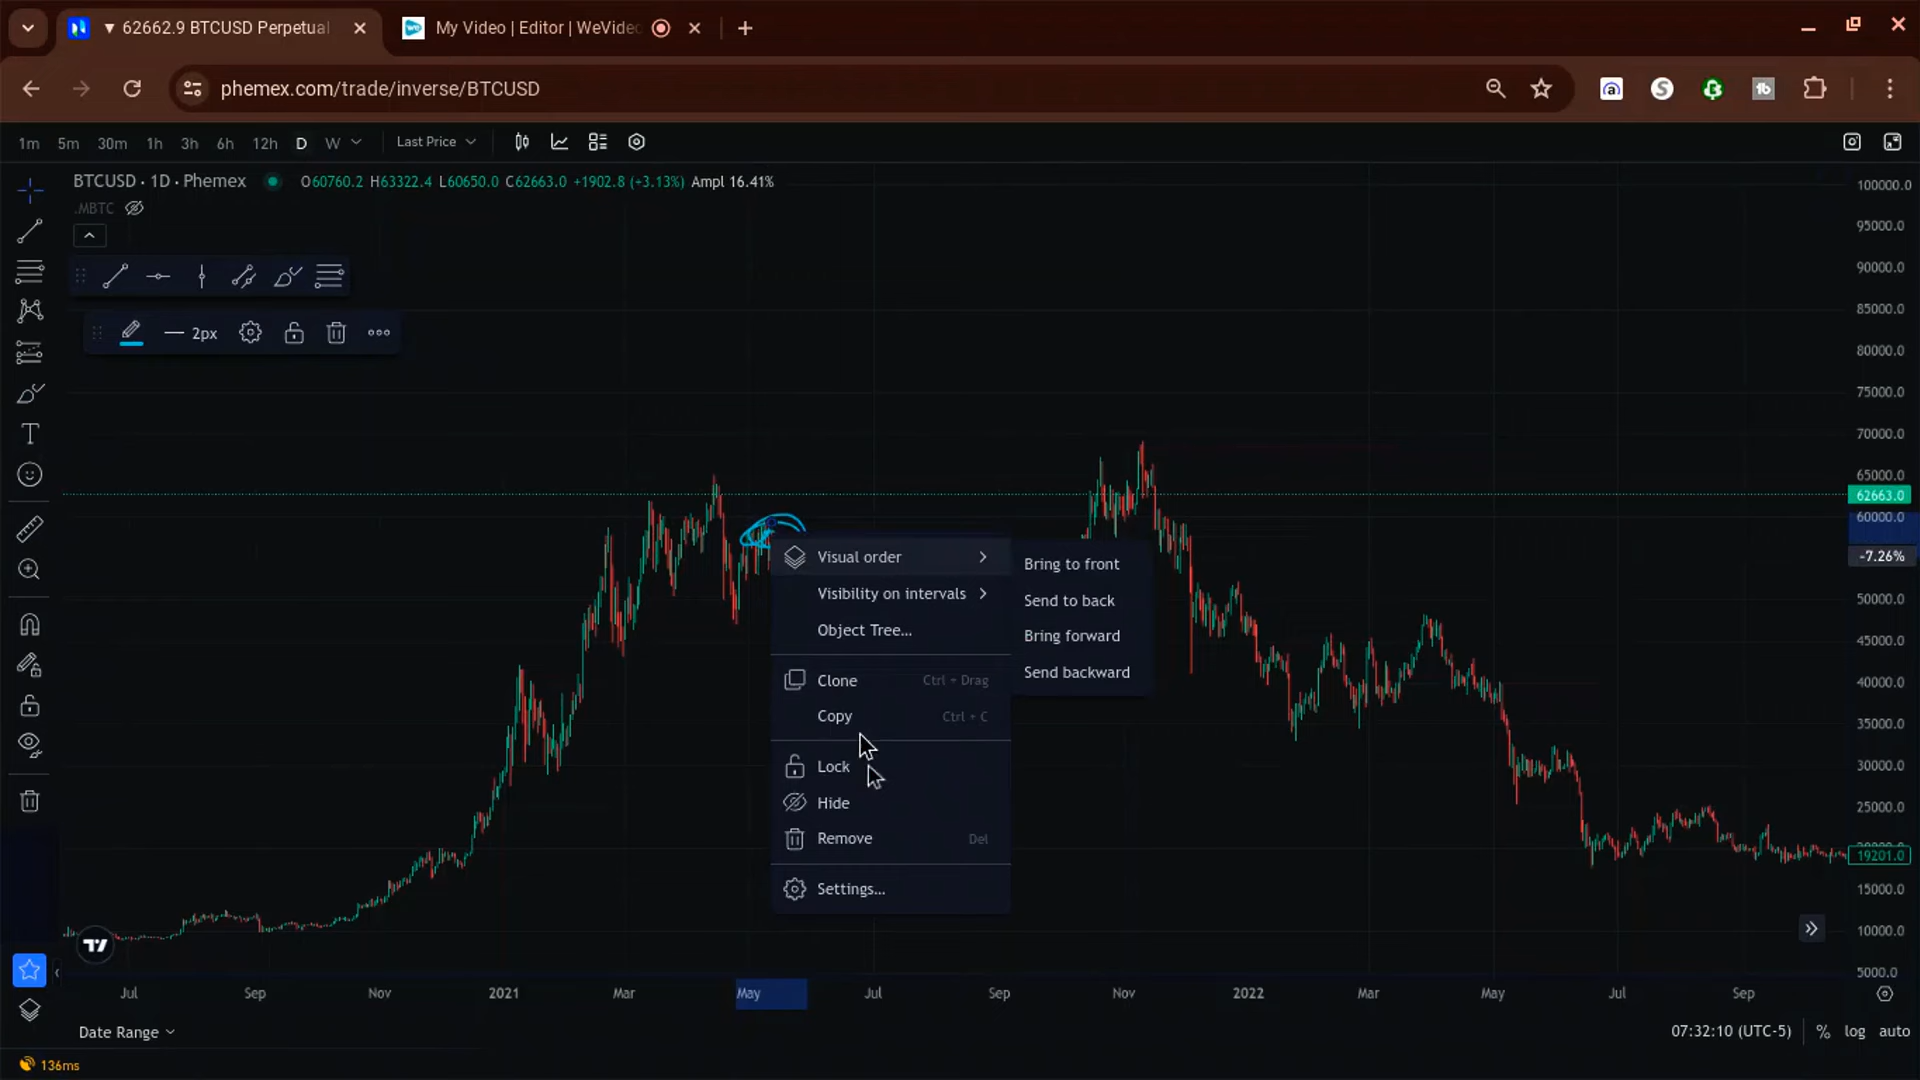 62662.9 BTCUSD Perpetual
My Video | Editor | WeVideo
phemex.com/trade/inverse/BTCUSD
1m 5m 30m 1h 3h 6h 12h D W Last Price
BTCUSD · 1D · Phemex O60760.2 H63322.4 L60650.0 C62663.0 +1902.8 (+3.13%) Ampl 16.41%
.MBTC
2px
Visual order
Visibility on intervals
Object Tree...
Clone Ctrl + Drag
Copy Ctrl + C
Lock
Hide
Remove Del
Settings...
Bring to front
Send to back
Bring forward
Send backward
100000.0
95000.0
90000.0
85000.0
80000.0
75000.0
70000.0
65000.0
62663.0
60000.0
-7.26%
50000.0
45000.0
40000.0
35000.0
30000.0
25000.0
19201.0
15000.0
10000.0
5000.0
Jul Sep Nov 2021 Mar May Jul Sep Nov 2022 Mar May Jul Sep
Date Range
07:32:10 (UTC-5) % log auto
136ms